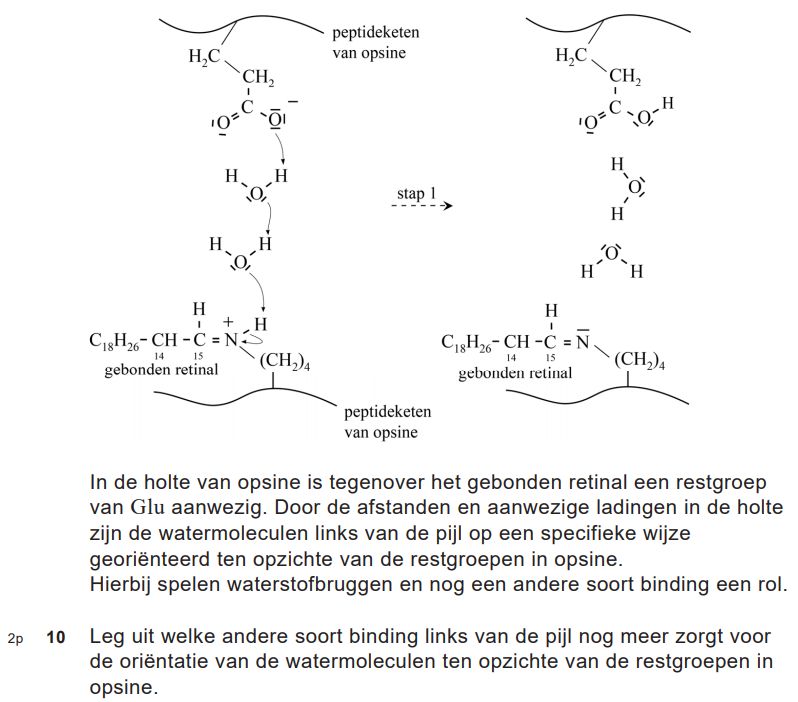 peptideketen
van opsine
H₂C
CH₂
C
|O=
O| −
H H
O
H H
O
H
C₁₈H₂₆- CH - C = N + H
14 15
(CH₂)₄
gebonden retinal
peptideketen
van opsine
stap 1
H₂C
CH₂
C
|O=
O H
H
O
H
O
H H
H
C₁₈H₂₆- CH - C = N
14 15
(CH₂)₄
gebonden retinal
In de holte van opsine is tegenover het gebonden retinal een restgroep
van Glu aanwezig. Door de afstanden en aanwezige ladingen in de holte
zijn de watermoleculen links van de pijl op een specifieke wijze
georiënteerd ten opzichte van de restgroepen in opsine.
Hierbij spelen waterstofbruggen en nog een andere soort binding een rol.
2p 10 Leg uit welke andere soort binding links van de pijl nog meer zorgt voor
de oriëntatie van de watermoleculen ten opzichte van de restgroepen in
opsine.